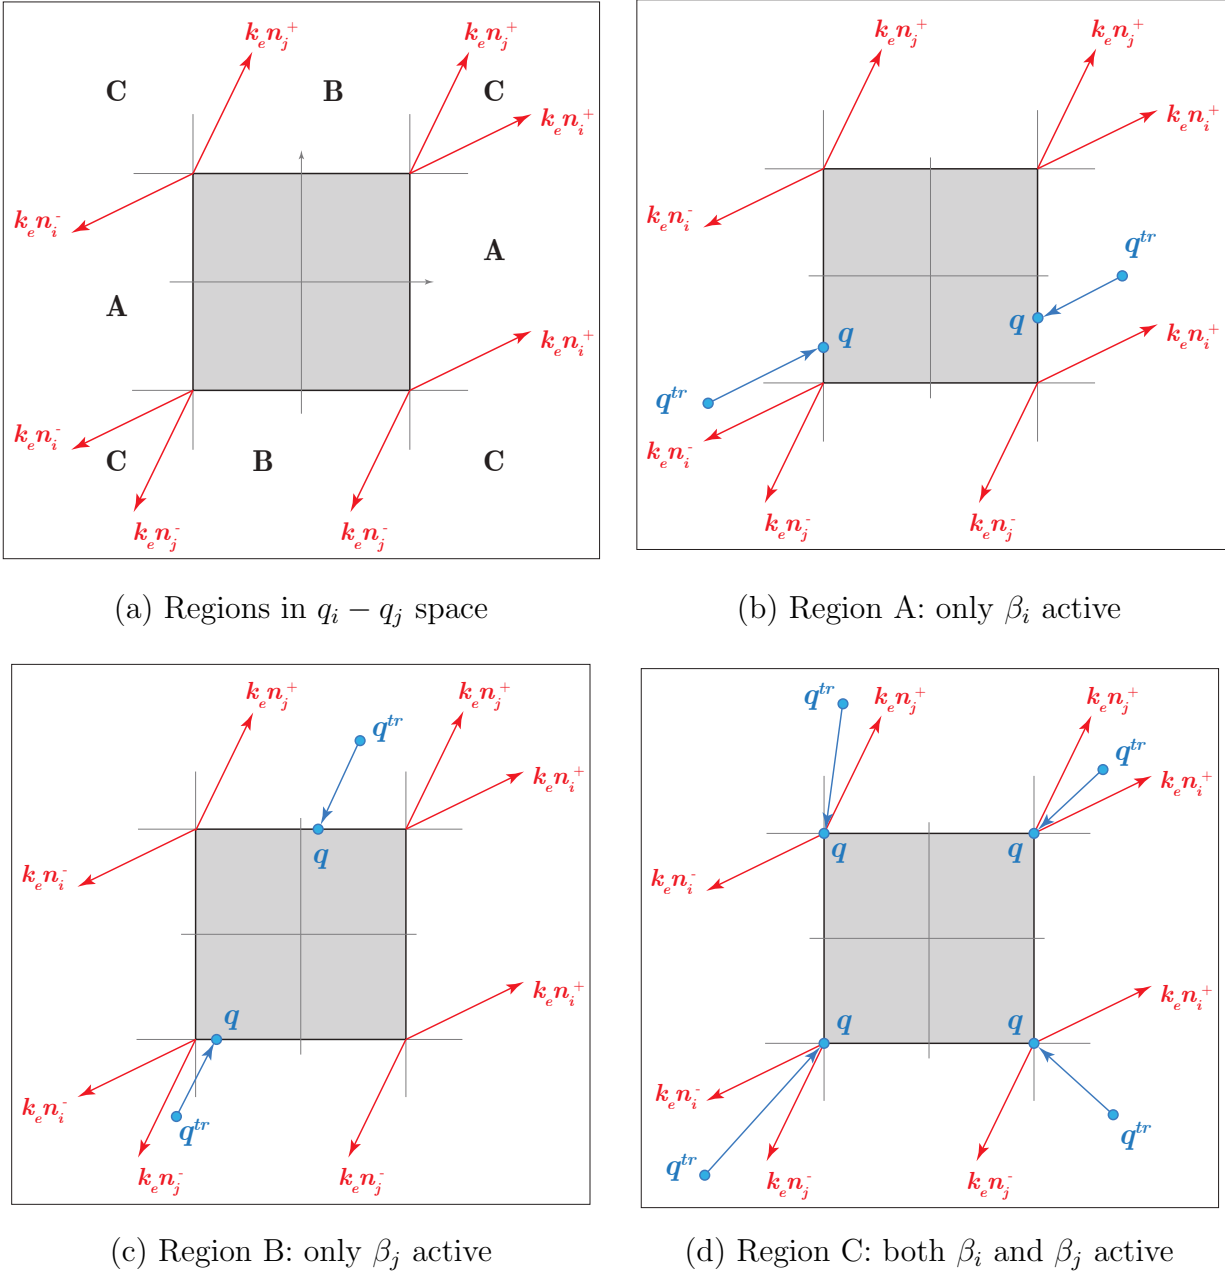 k_e n_j^+ k_e n_j^+ k_e n_j^+ k_e n_j^+
C B C
k_e n_i^+ k_e n_i^+
k_e n_i^- k_e n_i^-
A
q^{tr}
A
q
k_e n_i^+ q k_e n_i^+
q^{tr}
k_e n_i^- k_e n_i^-
C B C
k_e n_j^- k_e n_j^- k_e n_j^- k_e n_j^-
(a) Regions in q_i − q_j space (b) Region A: only β_i active
k_e n_j^+ k_e n_j^+ q^{tr} k_e n_j^+ k_e n_j^+
q^{tr} q^{tr}
k_e n_i^+ k_e n_i^+
q q q
k_e n_i^- k_e n_i^-
k_e n_i^+ k_e n_i^+
q q q
k_e n_i^- k_e n_i^-
q^{tr} q^{tr}
q^{tr}
k_e n_j^- k_e n_j^- k_e n_j^- k_e n_j^-
(c) Region B: only β_j active (d) Region C: both β_i and β_j active